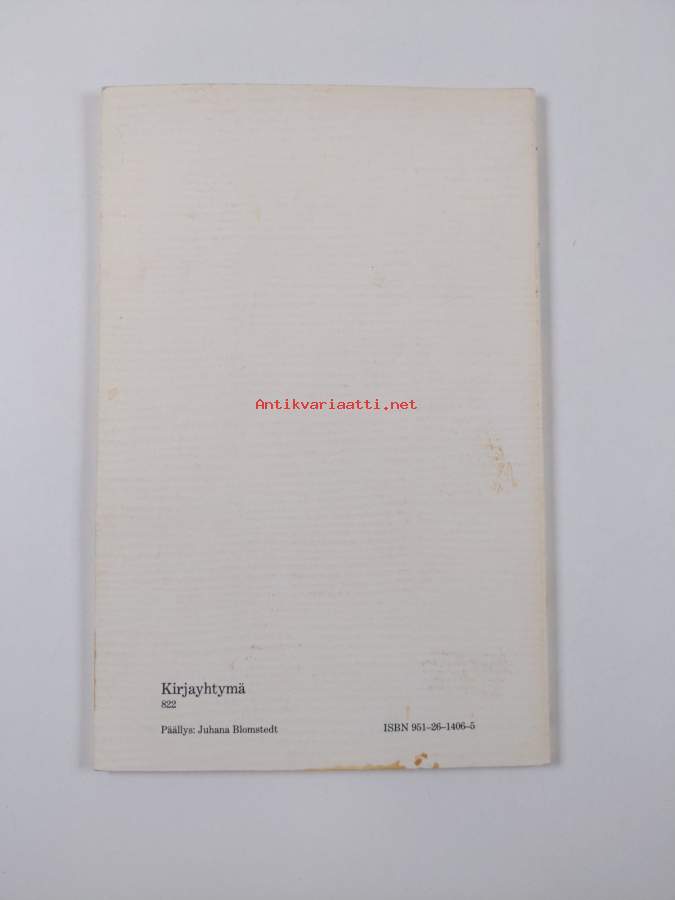 Antikvariaatti.net
Kirjayhtymä
822
Päällys: Juhana Blomstedt
ISBN 951–26–1406–5